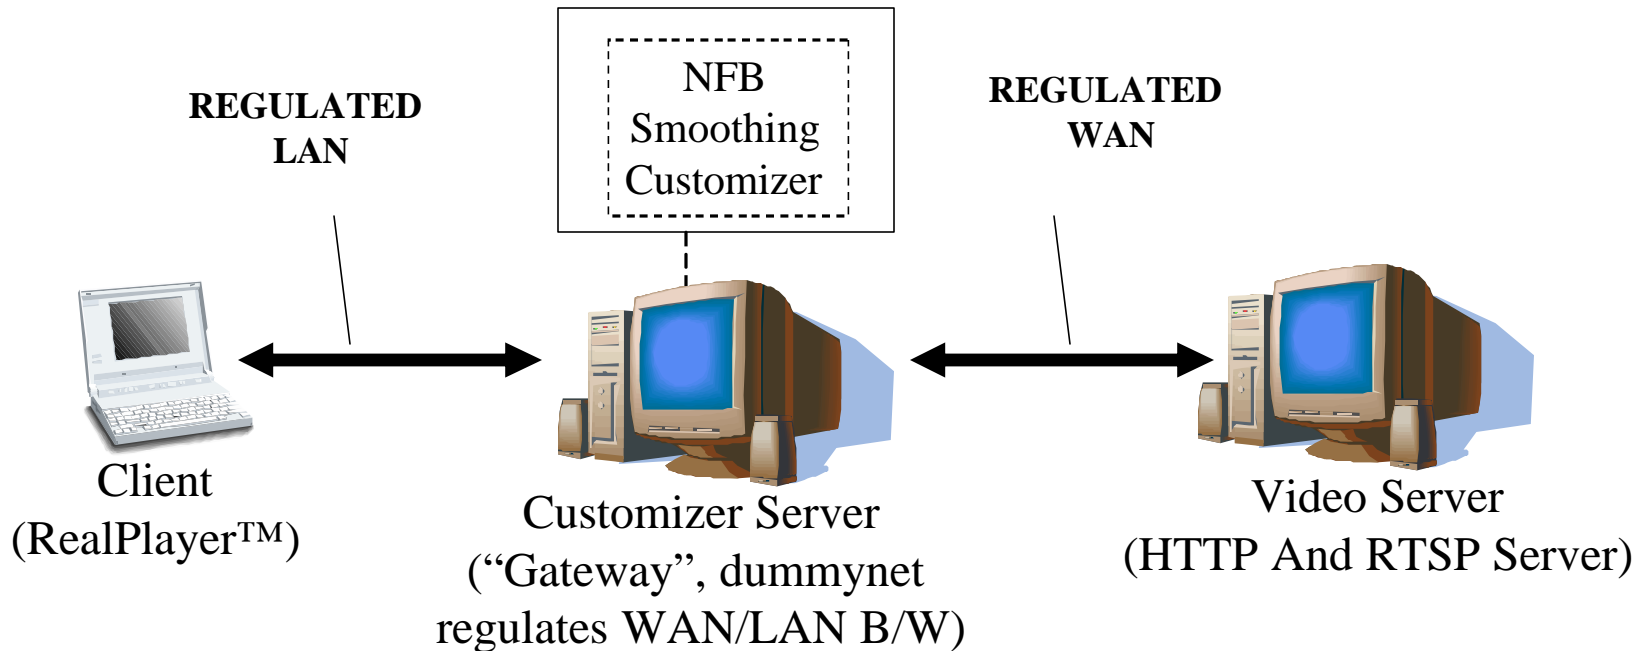 NFB
Smoothing
Customizer
REGULATED
LAN
REGULATED
WAN
Client
(RealPlayer™)
Customizer Server
(“Gateway”, dummynet
regulates WAN/LAN B/W)
Video Server
(HTTP And RTSP Server)